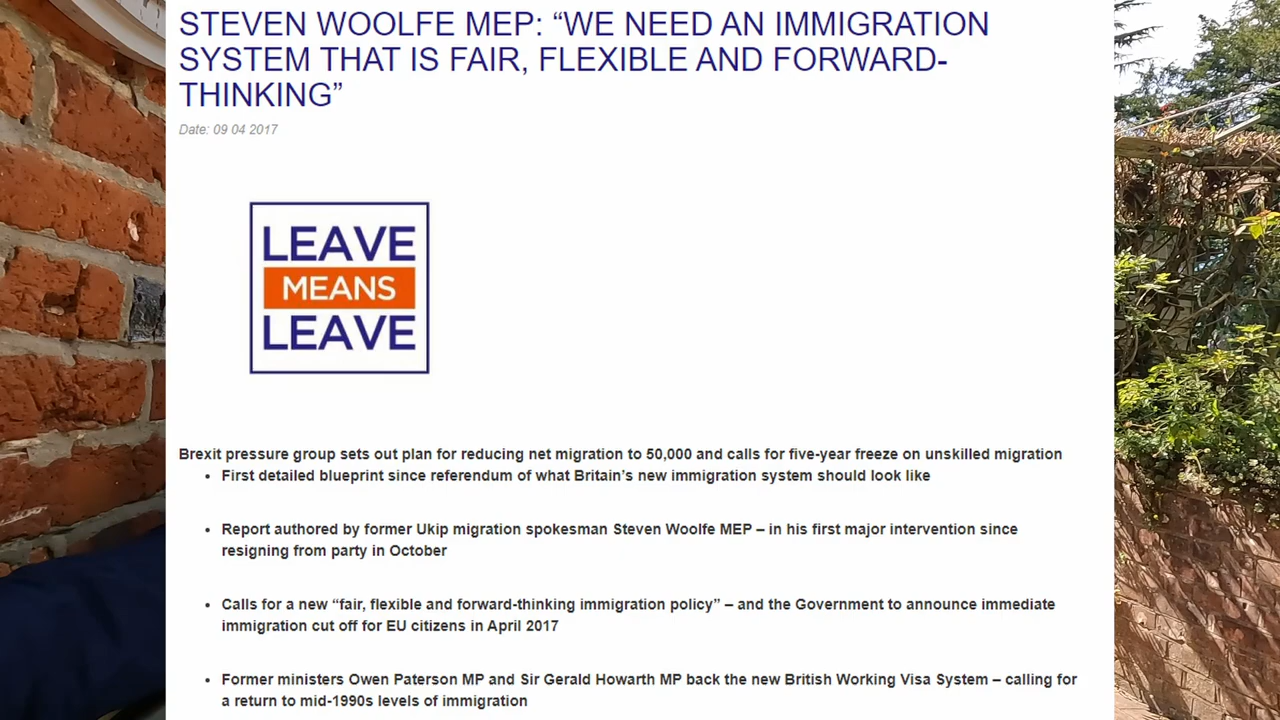 STEVEN WOOLFE MEP: “WE NEED AN IMMIGRATION
SYSTEM THAT IS FAIR, FLEXIBLE AND FORWARD-
THINKING”
Date: 09 04 2017
LEAVE
MEANS
LEAVE
Brexit pressure group sets out plan for reducing net migration to 50,000 and calls for five-year freeze on unskilled migration
• First detailed blueprint since referendum of what Britain’s new immigration system should look like
• Report authored by former Ukip migration spokesman Steven Woolfe MEP – in his first major intervention since
resigning from party in October
• Calls for a new “fair, flexible and forward-thinking immigration policy” – and the Government to announce immediate
immigration cut off for EU citizens in April 2017
• Former ministers Owen Paterson MP and Sir Gerald Howarth MP back the new British Working Visa System – calling for
a return to mid-1990s levels of immigration